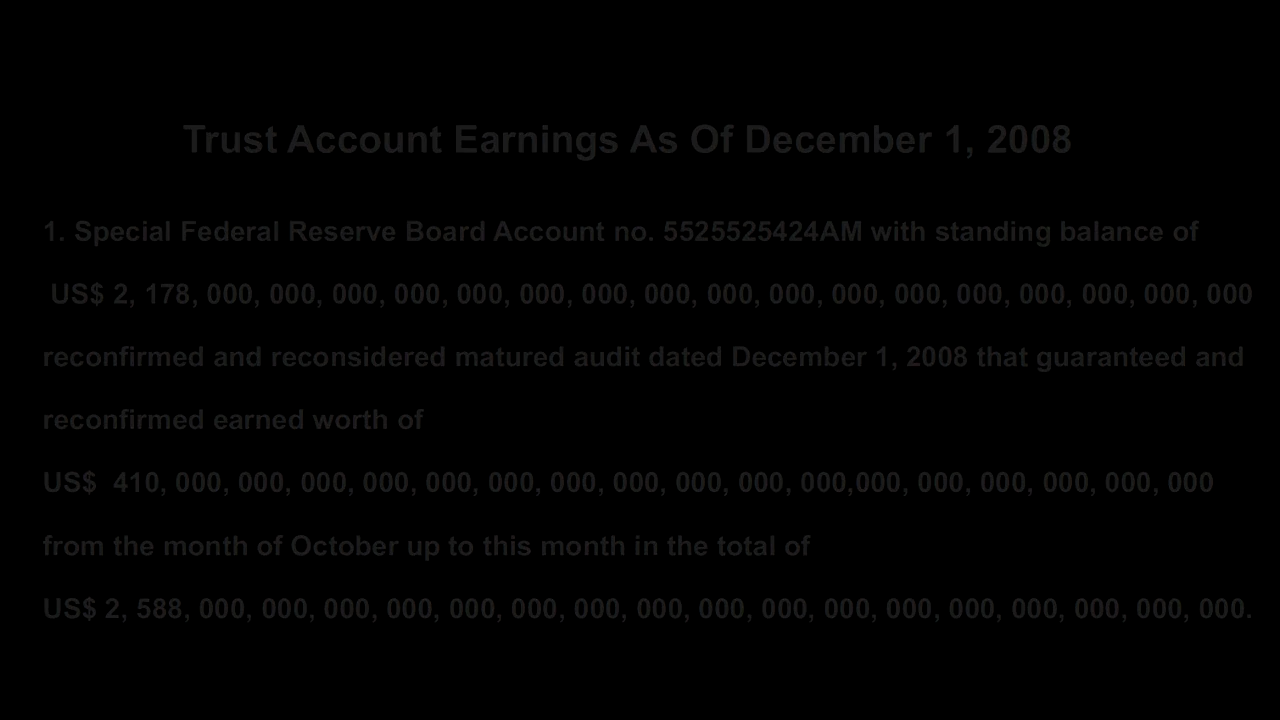 Trust Account Earnings As Of December 1, 2008
1. Special Federal Reserve Board Account no. 5525525424AM with standing balance of
US$ 2, 178, 000, 000, 000, 000, 000, 000, 000, 000, 000, 000, 000, 000, 000, 000, 000, 000, 000
reconfirmed and reconsidered matured audit dated December 1, 2008 that guaranteed and
reconfirmed earned worth of
US$  410, 000, 000, 000, 000, 000, 000, 000, 000, 000, 000, 000,000, 000, 000, 000, 000, 000
from the month of October up to this month in the total of
US$ 2, 588, 000, 000, 000, 000, 000, 000, 000, 000, 000, 000, 000, 000, 000, 000, 000, 000, 000.